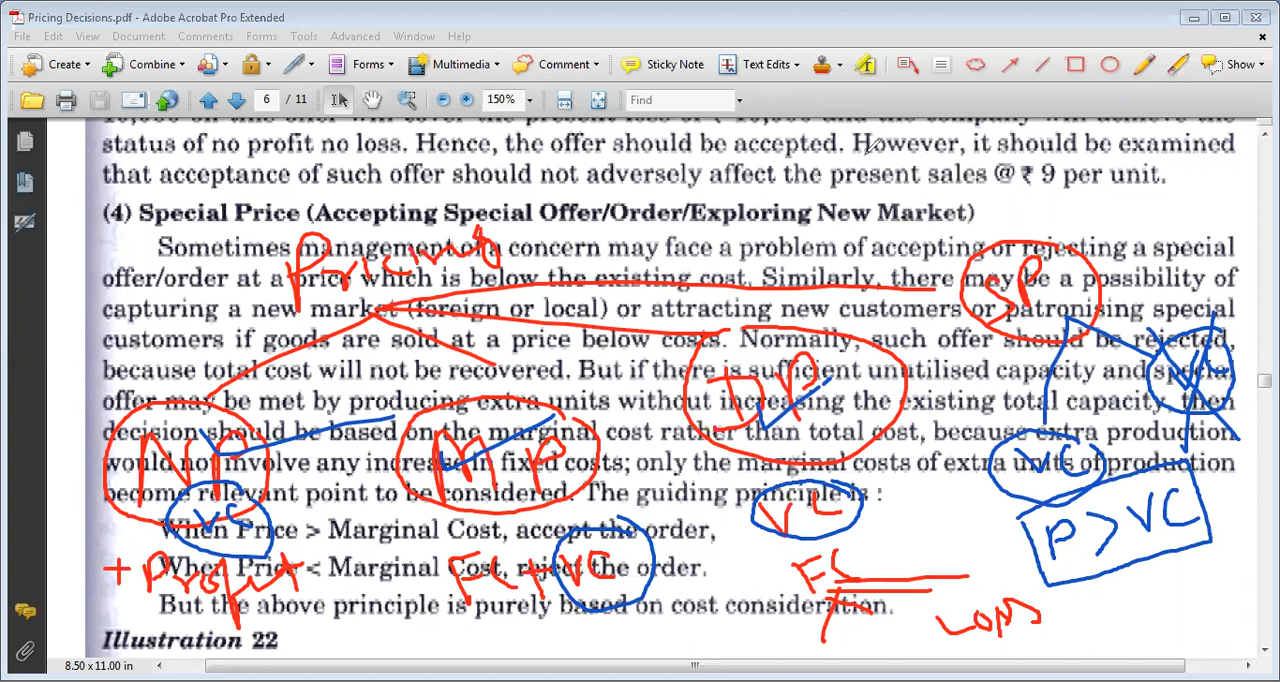 Pricing Decisions.pdf - Adobe Acrobat Pro Extended
File Edit View Document Comments Forms Tools Advanced Window Help
Create Combine Forms Multimedia Comment Sticky Note Text Edits Show
6 / 11 150% Find
status of no profit no loss. Hence, the offer should be accepted. However, it should be examined
that acceptance of such offer should not adversely affect the present sales @ ₹ 9 per unit.
(4) Special Price (Accepting Special Offer/Order/Exploring New Market)
Sometimes management of a concern may face a problem of accepting or rejecting a special
offer/order at a price which is below the existing cost. Similarly, there may be a possibility of
capturing a new market (foreign or local) or attracting new customers or patronising special
customers if goods are sold at a price below costs. Normally, such offer should be rejected,
because total cost will not be recovered. But if there is sufficient unutilised capacity and special
offer may be met by producing extra units without increasing the existing total capacity, then
decision should be based on the marginal cost rather than total cost, because extra production
would not involve any increase in fixed costs; only the marginal costs of extra units of production
become relevant point to be considered. The guiding principle is :
When Price > Marginal Cost, accept the order,
When Price < Marginal Cost, reject the order.
But the above principle is purely based on cost consideration.
Illustration 22
Pricing
SP
DP
NP
MP
VC
VC
VC
P > VC
+ Profit
FC + VC
FC
Loss
8.50 x 11.00 in